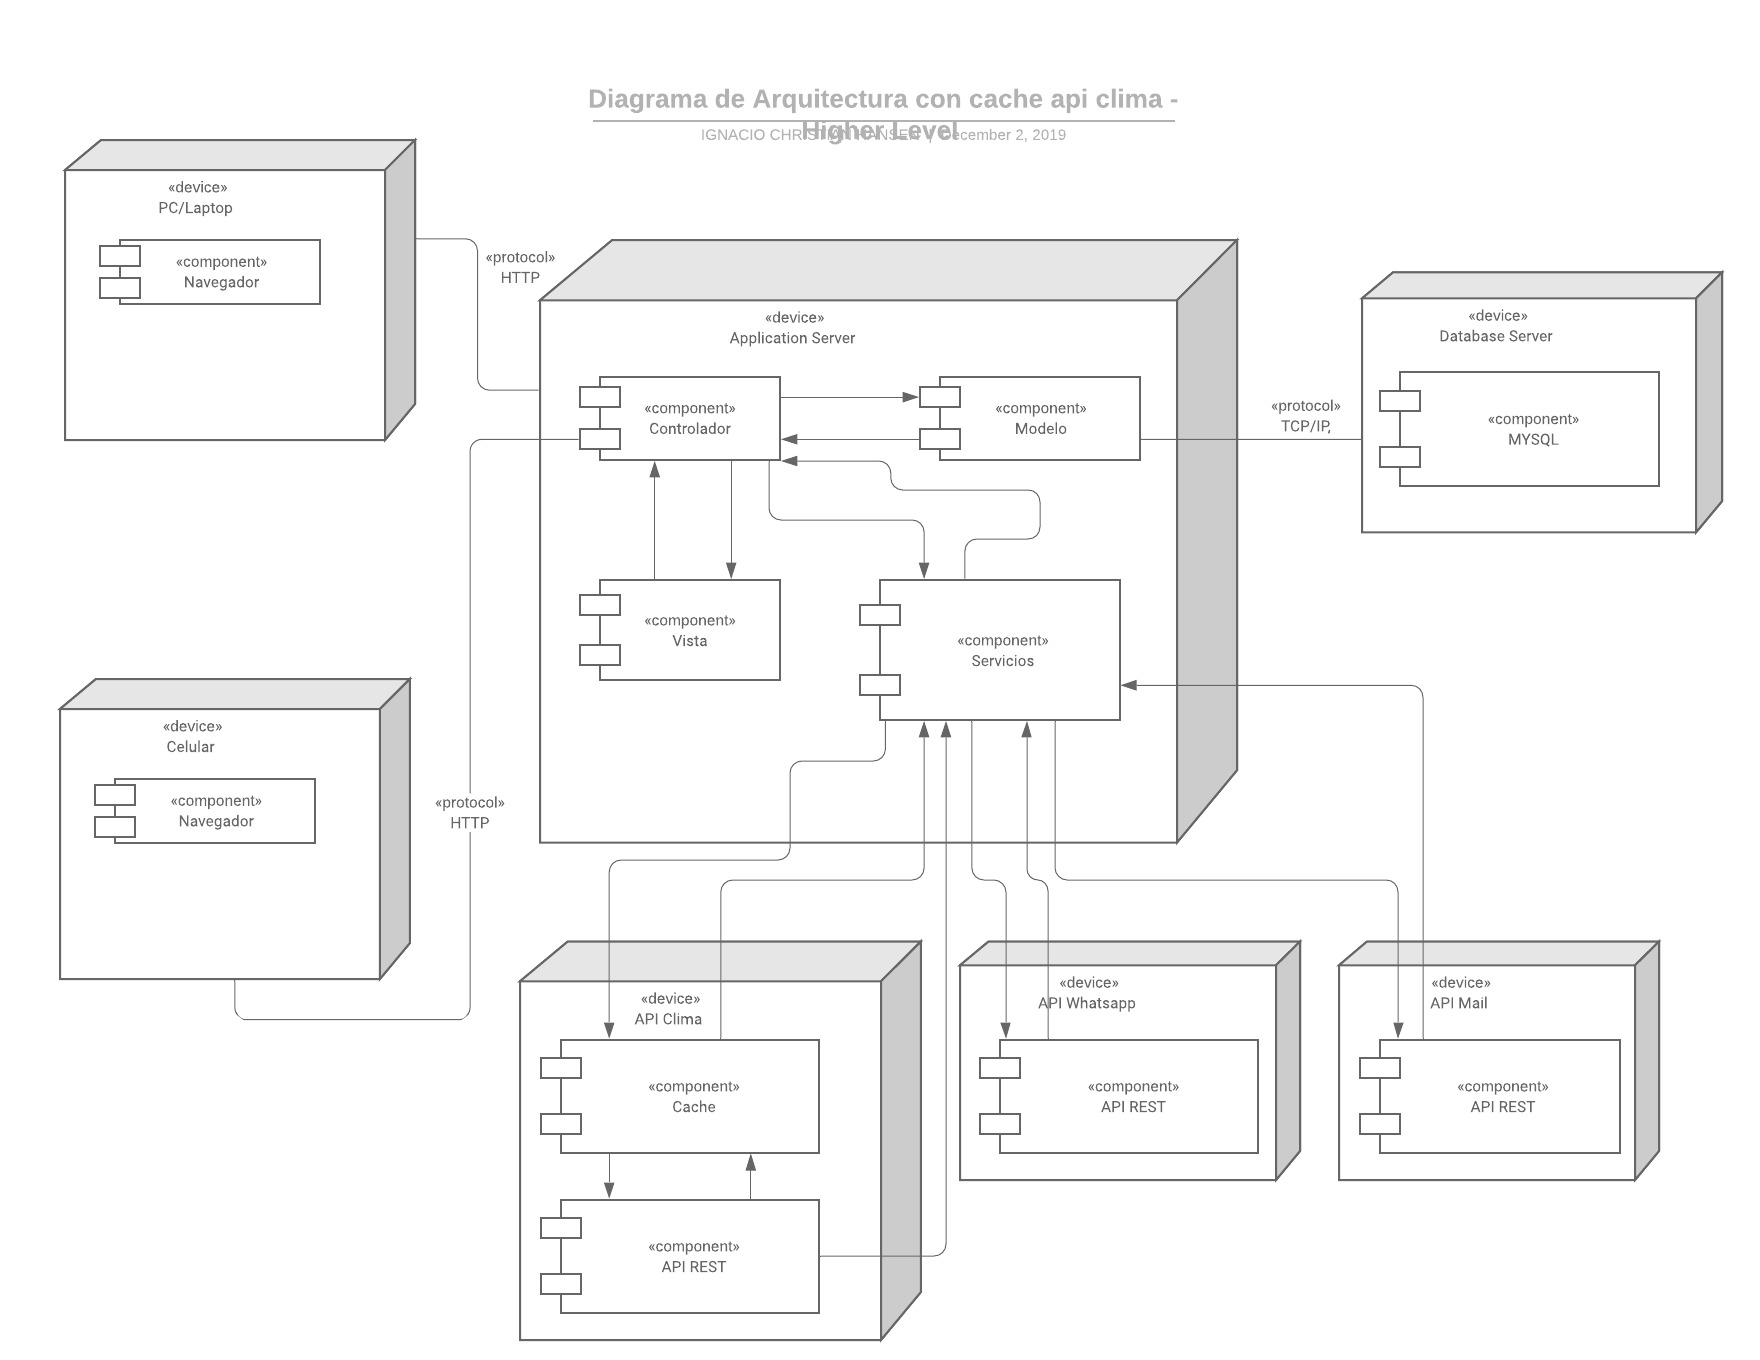 Diagrama de Arquitectura con cache api clima -
Higher Level
IGNACIO CHRISTIAN HANSEN | December 2, 2019
«device»
PC/Laptop
«component»
Navegador
«protocol»
HTTP
«device»
Application Server
«component»
Controlador
«component»
Modelo
«component»
Vista
«component»
Servicios
«protocol»
TCP/IP,
«device»
Database Server
«component»
MYSQL
«device»
Celular
«component»
Navegador
«protocol»
HTTP
«device»
API Clima
«component»
Cache
«component»
API REST
«device»
API Whatsapp
«component»
API REST
«device»
API Mail
«component»
API REST